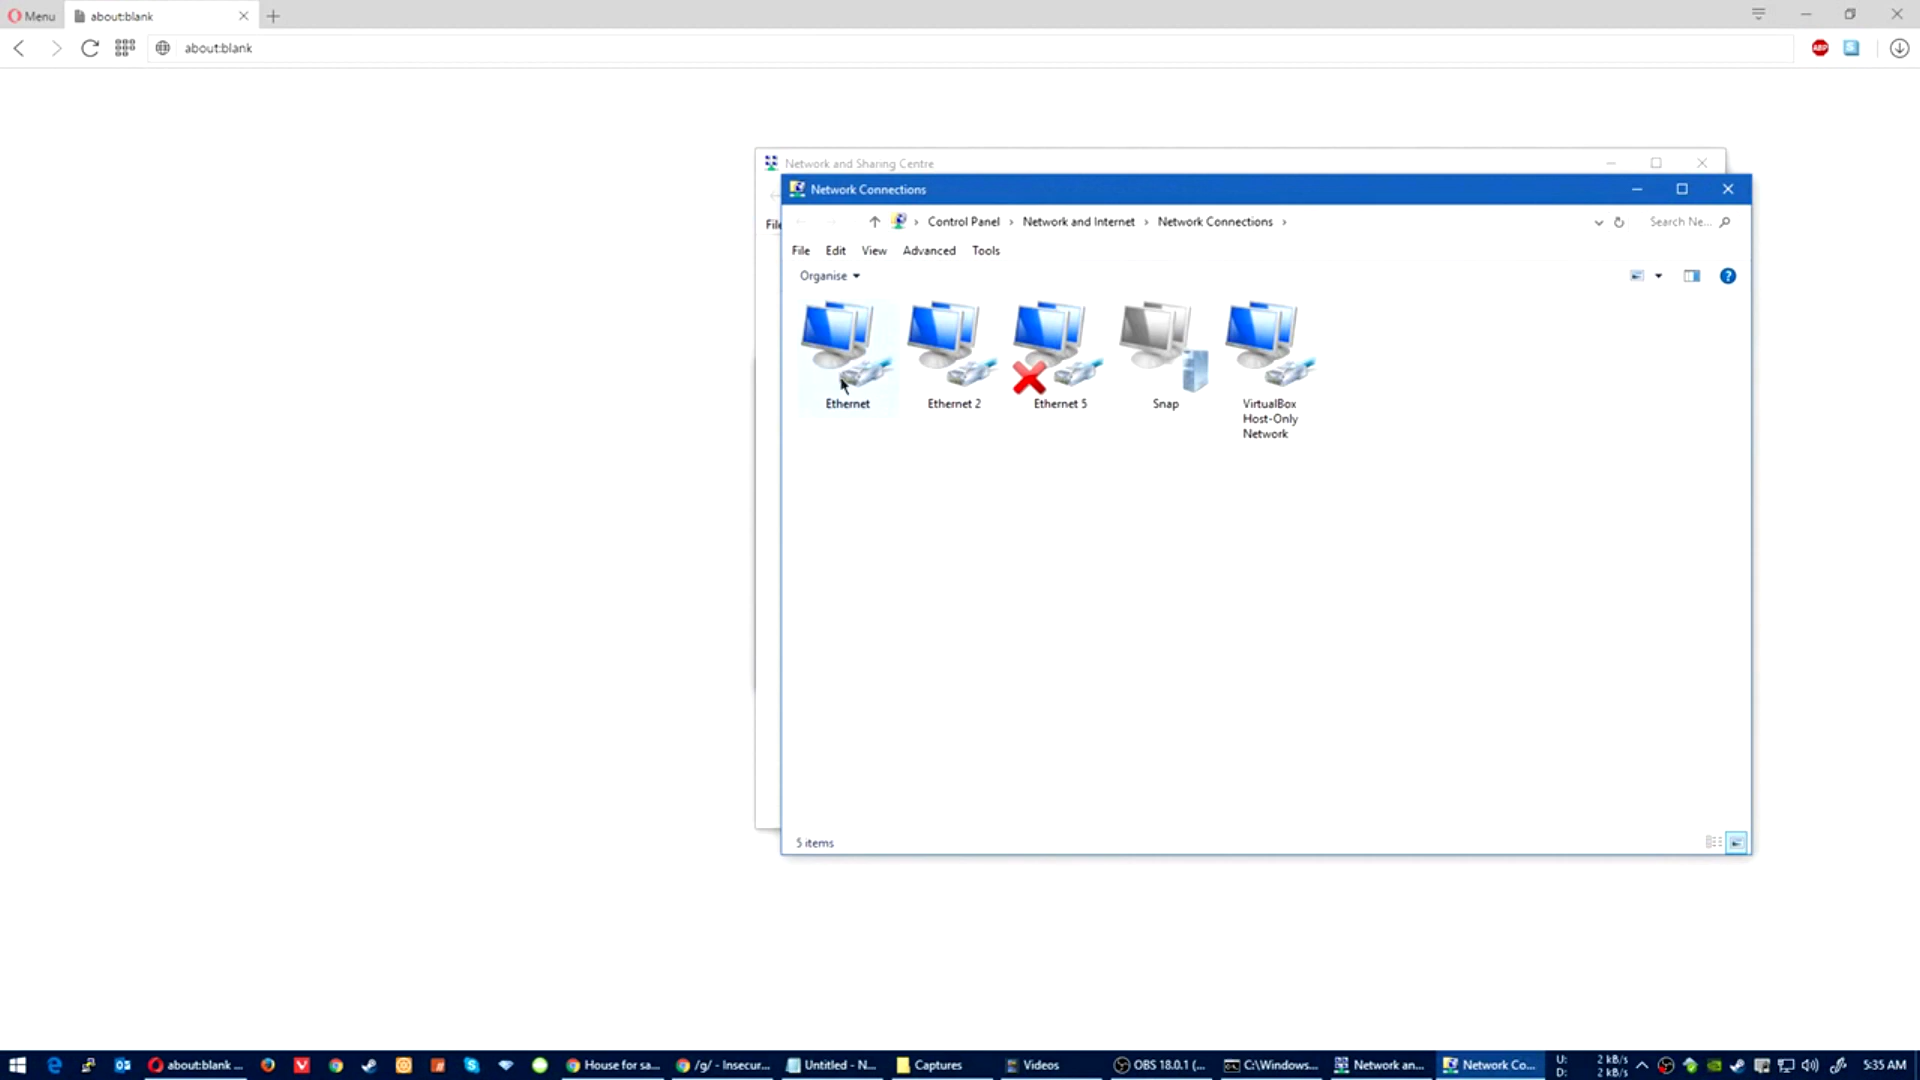 Menu
about:blank
about:blank
ABP
S
Network and Sharing Centre
Network Connections
File
Control Panel › Network and Internet › Network Connections ›
Search Ne...
File Edit View Advanced Tools
Organise
Ethernet
Ethernet 2
Ethernet 5
Snap
VirtualBox
Host-Only
Network
5 items
about:blank ...
House for sa...
/g/ - Insecur...
Untitled - N...
Captures
Videos
OBS 18.0.1 (...
C:\Windows...
Network an...
Network Co...
U: 2 kB/s
D: 2 kB/s
5:35 AM